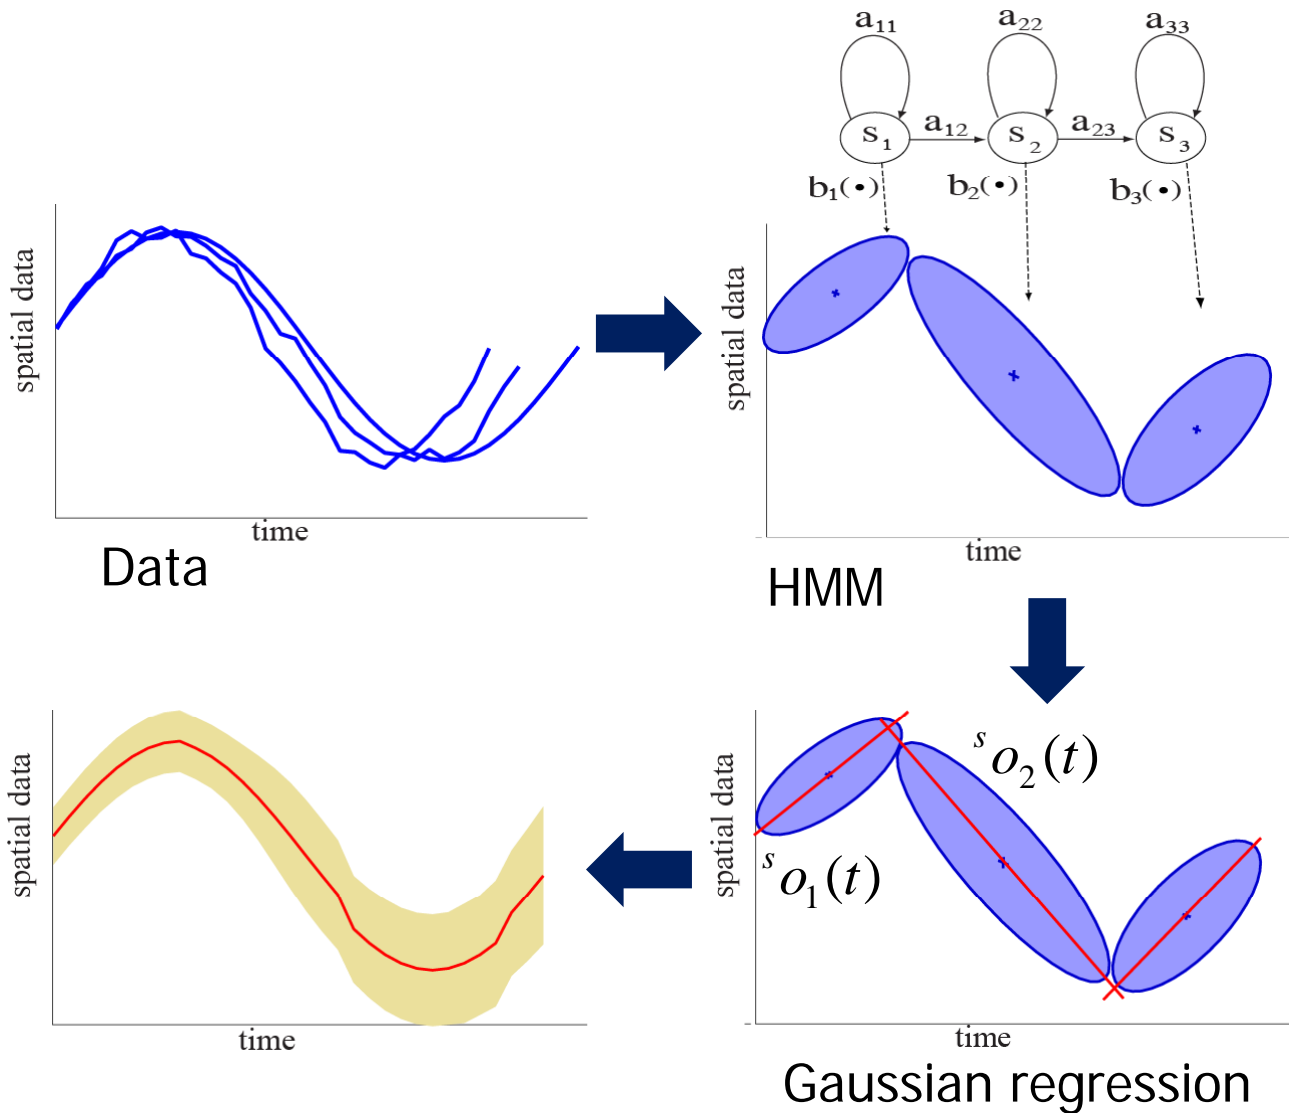 a₁₁ a₂₂ a₃₃
S₁ a₁₂ S₂ a₂₃ S₃
b₁(•) b₂(•) b₃(•)
spatial data
time
Data
spatial data
time
HMM
spatial data
time
spatial data
ˢo₂(t)
ˢo₁(t)
time
Gaussian regression